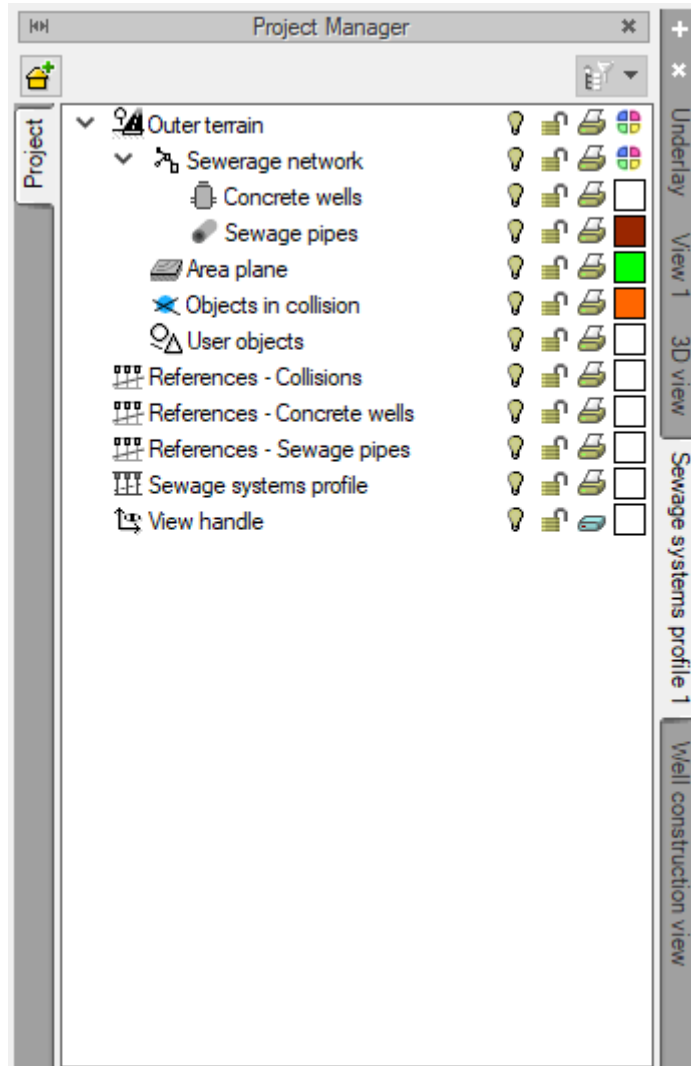 Project Manager
Project
Outer terrain
Sewerage network
Concrete wells
Sewage pipes
Area plane
Objects in collision
User objects
References - Collisions
References - Concrete wells
References - Sewage pipes
Sewage systems profile
View handle
Underlay
View 1
3D view
Sewage systems profile 1
Well construction view